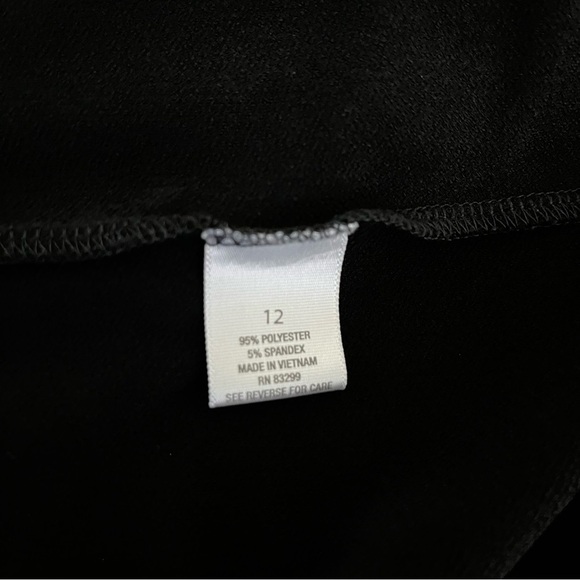 12
95% POLYESTER
5% SPANDEX
MADE IN VIETNAM
RN 83299
SEE REVERSE FOR CARE